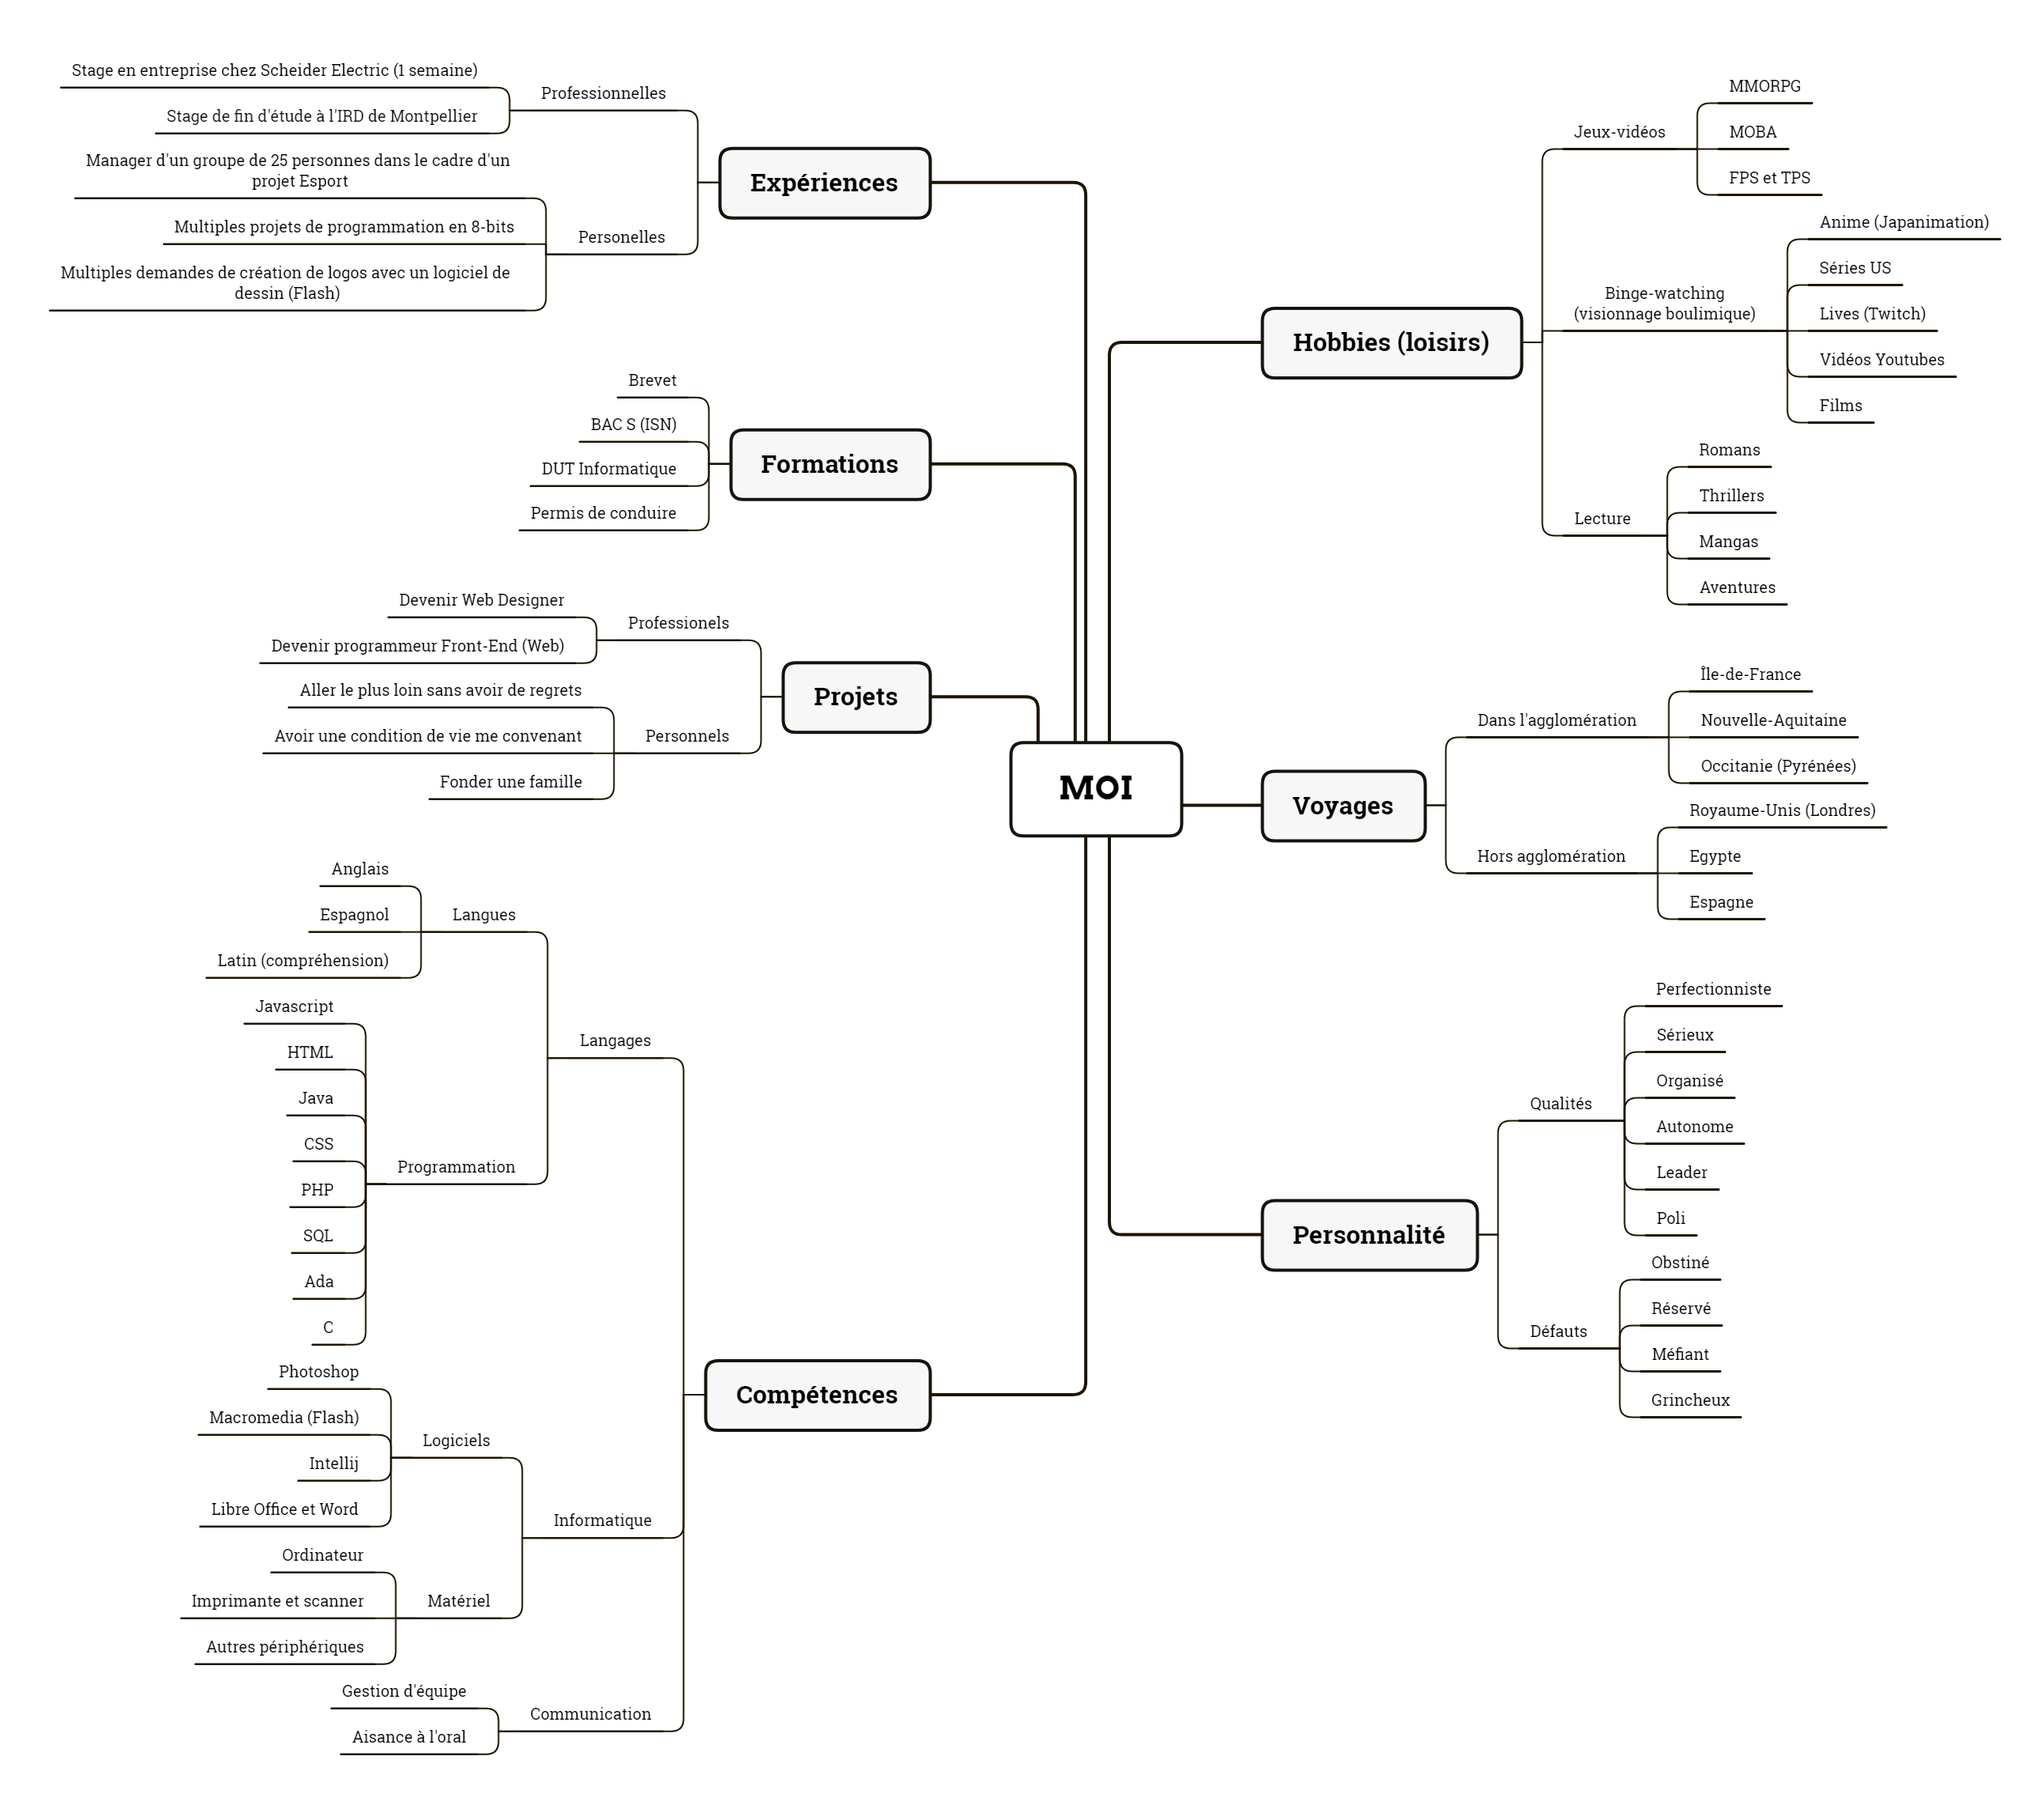 MOI
Expériences
Professionnelles
Stage en entreprise chez Scheider Electric (1 semaine)
Stage de fin d'étude à l'IRD de Montpellier
Personelles
Manager d'un groupe de 25 personnes dans le cadre d'un
projet Esport
Multiples projets de programmation en 8-bits
Multiples demandes de création de logos avec un logiciel de
dessin (Flash)
Formations
Brevet
BAC S (ISN)
DUT Informatique
Permis de conduire
Projets
Professionels
Devenir Web Designer
Devenir programmeur Front-End (Web)
Personnels
Aller le plus loin sans avoir de regrets
Avoir une condition de vie me convenant
Fonder une famille
Compétences
Langages
Langues
Anglais
Espagnol
Latin (compréhension)
Programmation
Javascript
HTML
Java
CSS
PHP
SQL
Ada
C
Informatique
Logiciels
Photoshop
Macromedia (Flash)
Intellij
Libre Office et Word
Matériel
Ordinateur
Imprimante et scanner
Autres périphériques
Communication
Gestion d'équipe
Aisance à l'oral
Hobbies (loisirs)
Jeux-vidéos
MMORPG
MOBA
FPS et TPS
Binge-watching
(visionnage boulimique)
Anime (Japanimation)
Séries US
Lives (Twitch)
Vidéos Youtubes
Films
Lecture
Romans
Thrillers
Mangas
Aventures
Voyages
Dans l'agglomération
Île-de-France
Nouvelle-Aquitaine
Occitanie (Pyrénées)
Hors agglomération
Royaume-Unis (Londres)
Egypte
Espagne
Personnalité
Qualités
Perfectionniste
Sérieux
Organisé
Autonome
Leader
Poli
Défauts
Obstiné
Réservé
Méfiant
Grincheux